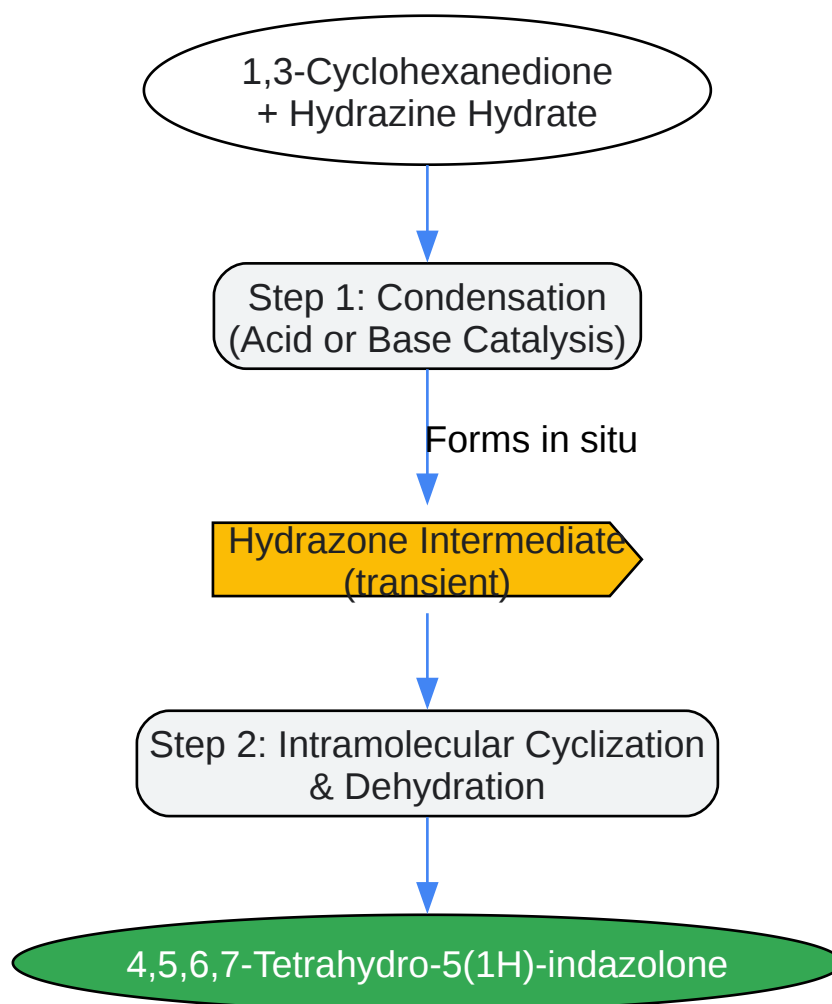 1,3-Cyclohexanedione
+ Hydrazine Hydrate
Step 1: Condensation
(Acid or Base Catalysis)
Forms in situ
Hydrazone Intermediate
(transient)
Step 2: Intramolecular Cyclization
& Dehydration
4,5,6,7-Tetrahydro-5(1H)-indazolone